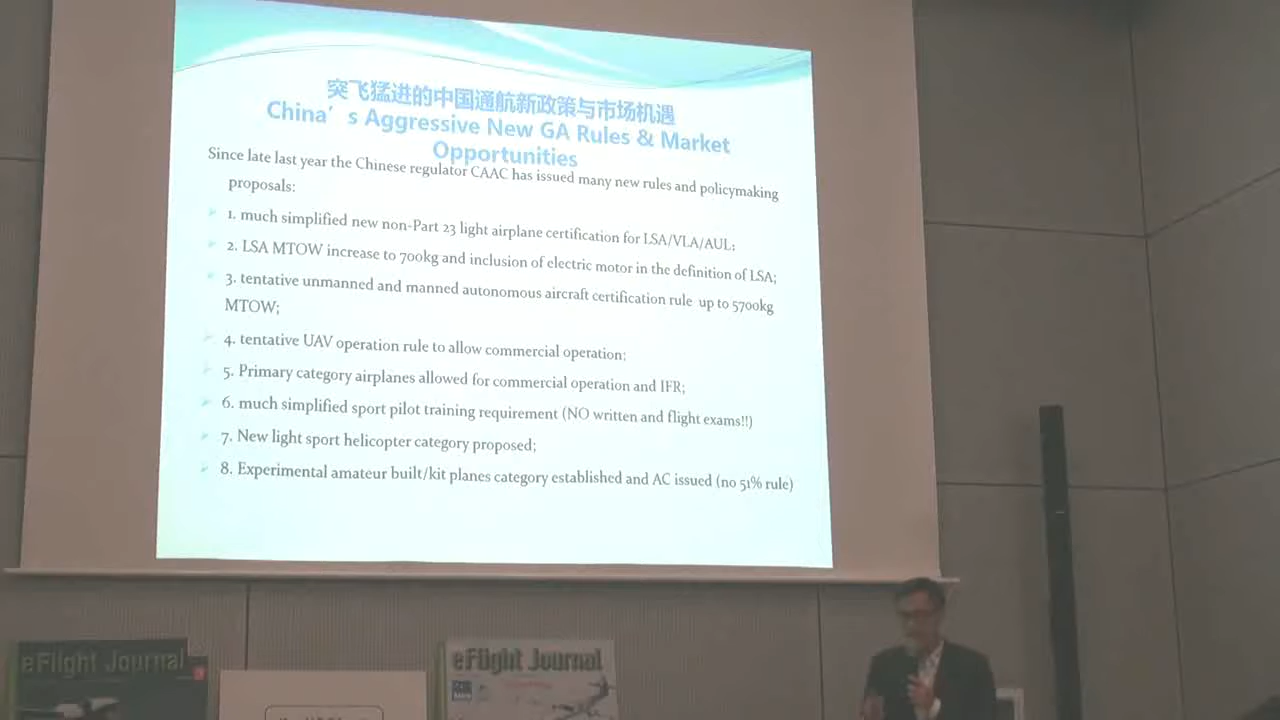 突飞猛进的中国通航新政策与市场机遇
China's Aggressive New GA Rules & Market
Opportunities
Since late last year the Chinese regulator CAAC has issued many new rules and policymaking
proposals:
1. much simplified new non-Part 23 light airplane certification for LSA/VLA/AUL;
2. LSA MTOW increase to 700kg and inclusion of electric motor in the definition of LSA;
3. tentative unmanned and manned autonomous aircraft certification rule up to 5700kg
MTOW;
4. tentative UAV operation rule to allow commercial operation;
5. Primary category airplanes allowed for commercial operation and IFR;
6. much simplified sport pilot training requirement (NO written and flight exams!!)
7. New light sport helicopter category proposed;
8. Experimental amateur built/kit planes category established and AC issued (no 51% rule)
eFlight Journal
eFlight Journal